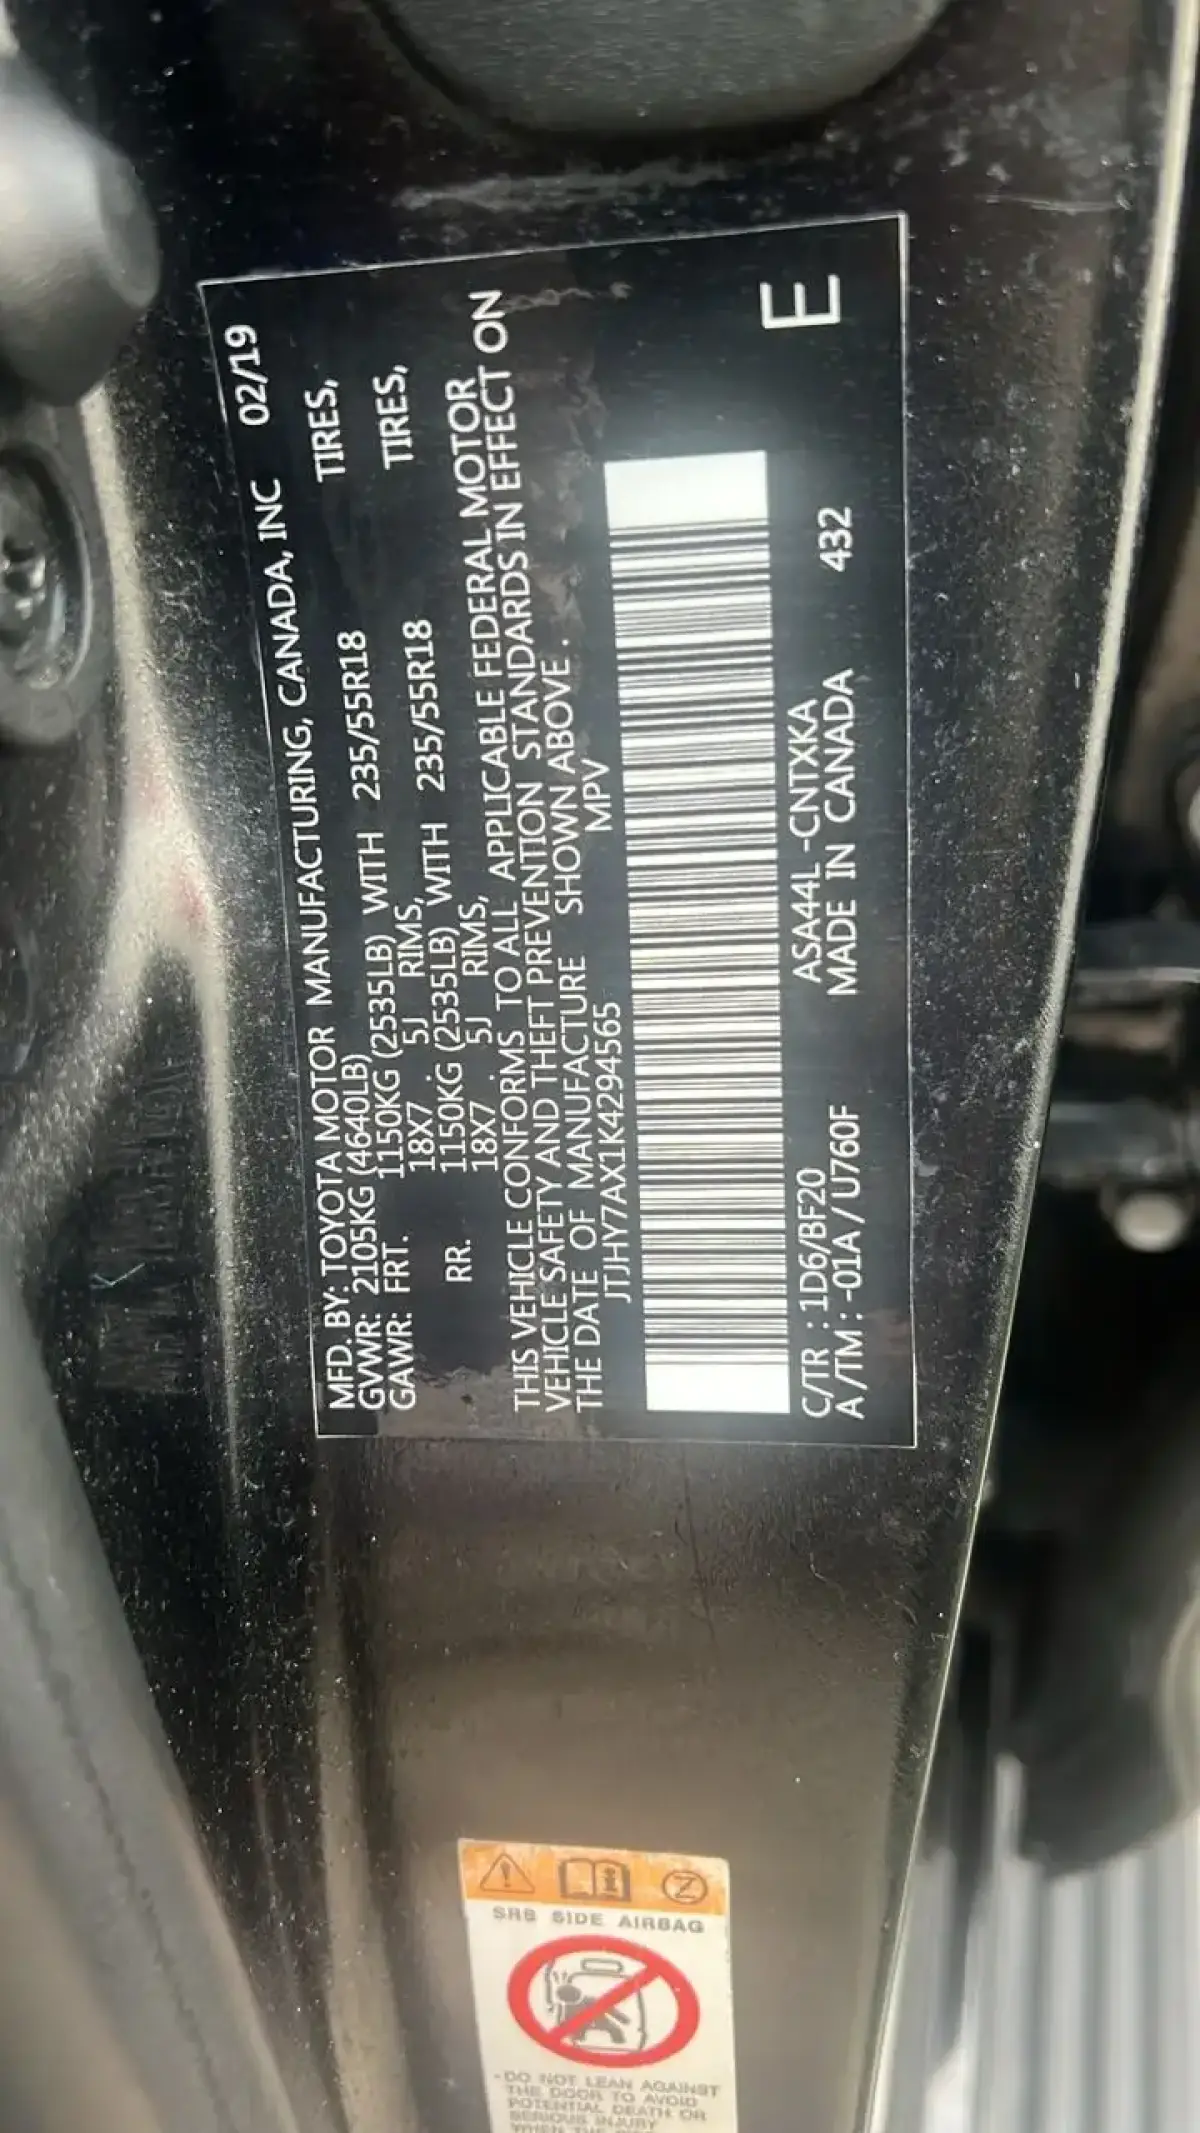 MFD. BY: TOYOTA MOTOR MANUFACTURING, CANADA, INC 02/19
GVWR: 2105KG (4640LB)
GAWR: FRT. 1150KG (2535LB) WITH 235/55R18 TIRES,
18X7 . 5J RIMS,
RR. 1150KG (2535LB) WITH 235/55R18 TIRES,
18X7 . 5J RIMS,
THIS VEHICLE CONFORMS TO ALL APPLICABLE FEDERAL MOTOR
VEHICLE SAFETY AND THEFT PREVENTION STANDARDS IN EFFECT ON
THE DATE OF MANUFACTURE SHOWN ABOVE .
JTJHY7AX1K4294565 MPV
C/TR : 1D6/BF20 ASA44L -CNTXKA
A/TM : -01A / U760F MADE IN CANADA 432 E
SRS SIDE AIRBAG
- DO NOT LEAN AGAINST
THE DOOR TO AVOID
POTENTIAL DEATH OR
SERIOUS INJURY
WHEN THE